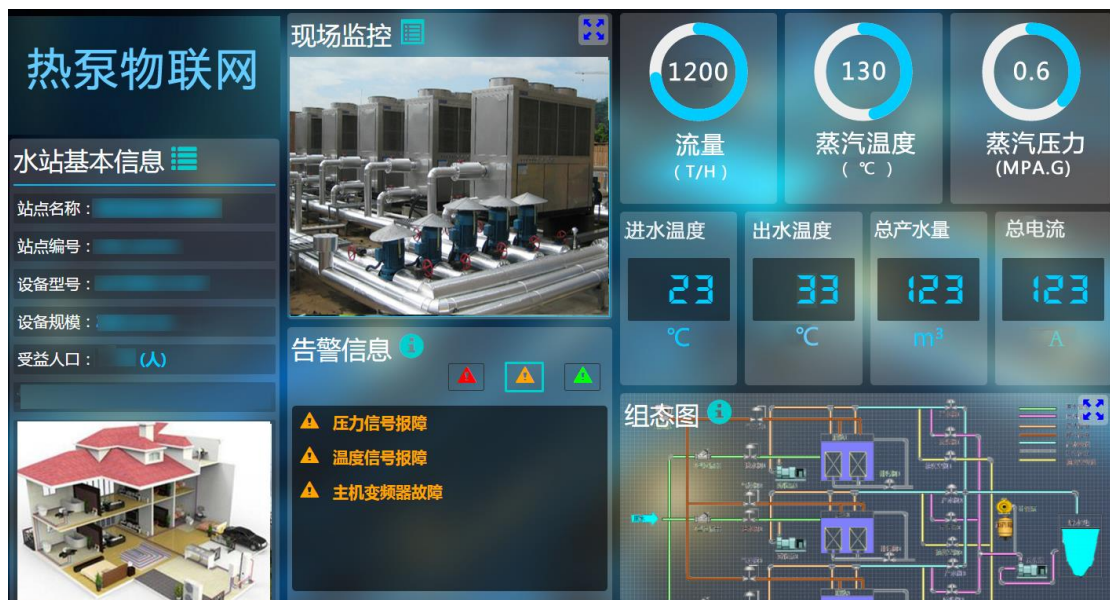 热泵物联网
水站基本信息
站点名称：
站点编号：
设备型号：
设备规模：
受益人口： (人)
现场监控
告警信息
压力信号报障
温度信号报障
主机变频器故障
1200
流量
(T/H)
130
蒸汽温度
(℃)
0.6
蒸汽压力
(MPA.G)
进水温度
23
℃
出水温度
33
℃
总产水量
123
m³
总电流
123
A
组态图